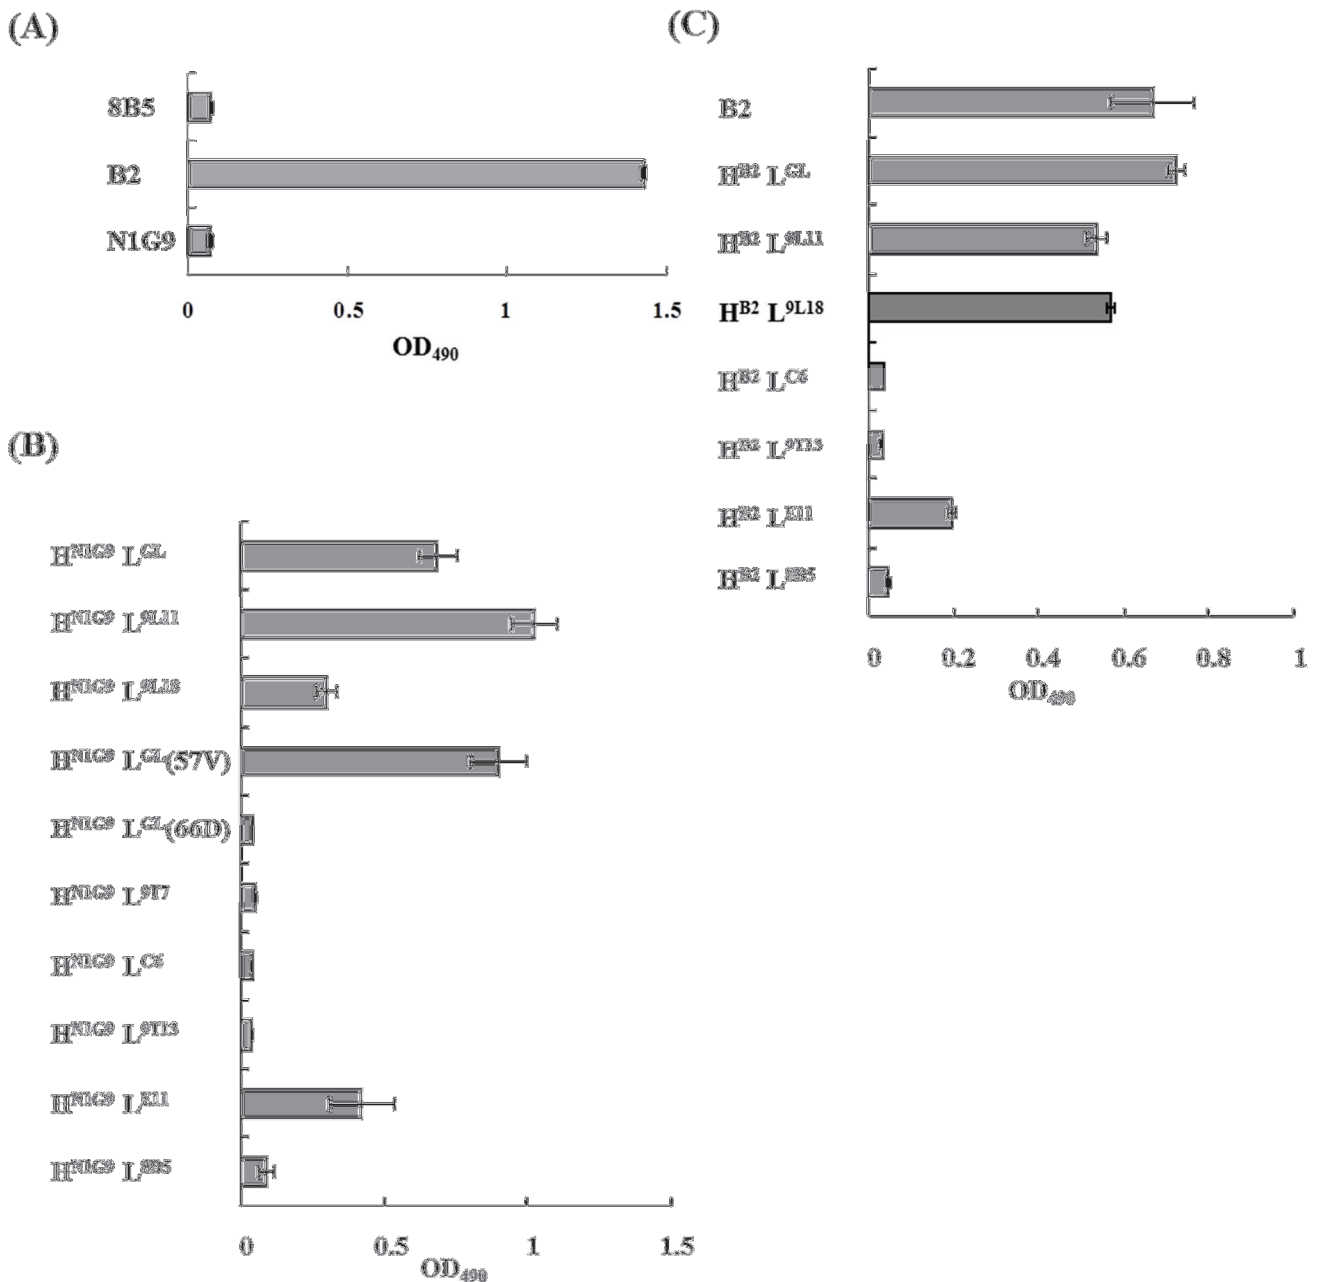 (A)
8B5
B2
N1G9
0 0.5 1 1.5
OD490
(B)
HN1G9 LGL
HN1G9 L9L11
HN1G9 L9L18
HN1G9 LGL(57V)
HN1G9 LGL(66D)
HN1G9 L9T7
HN1G9 LC6
HN1G9 L9T13
HN1G9 LE11
HN1G9 L8B5
0 0.5 1 1.5
OD490
(C)
B2
HB2 LGL
HB2 L9L11
HB2 L9L18
HB2 LC6
HB2 L9T13
HB2 LE11
HB2 L8B5
0 0.2 0.4 0.6 0.8 1
OD490